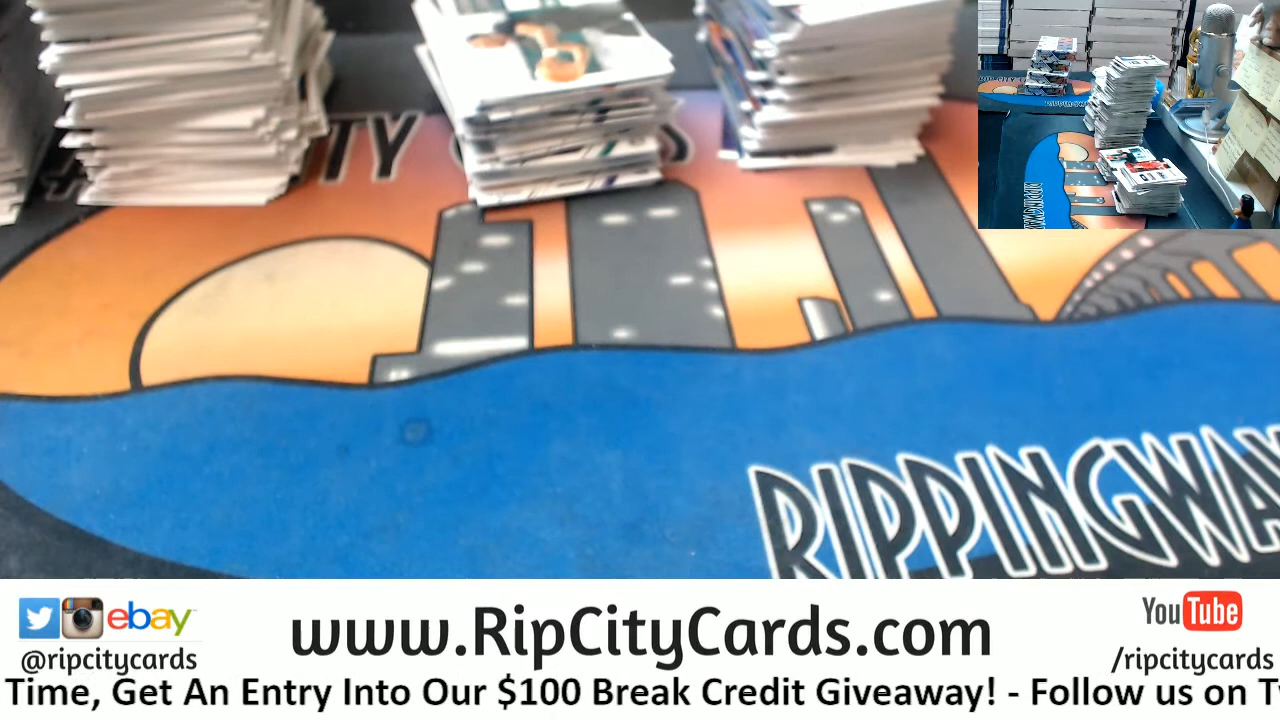 TY
RIPPINGWA
ebay
www.RipCityCards.com
YouTube
@ripcitycards
/ripcitycards
Time, Get An Entry Into Our $100 Break Credit Giveaway! - Follow us on T